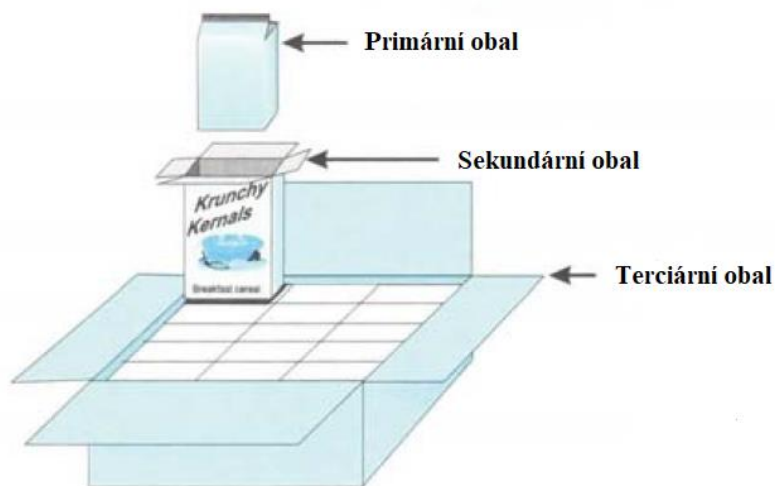 Primární obal
Sekundární obal
Krunchy
Kernals
Breakfast cereal
Terciární obal